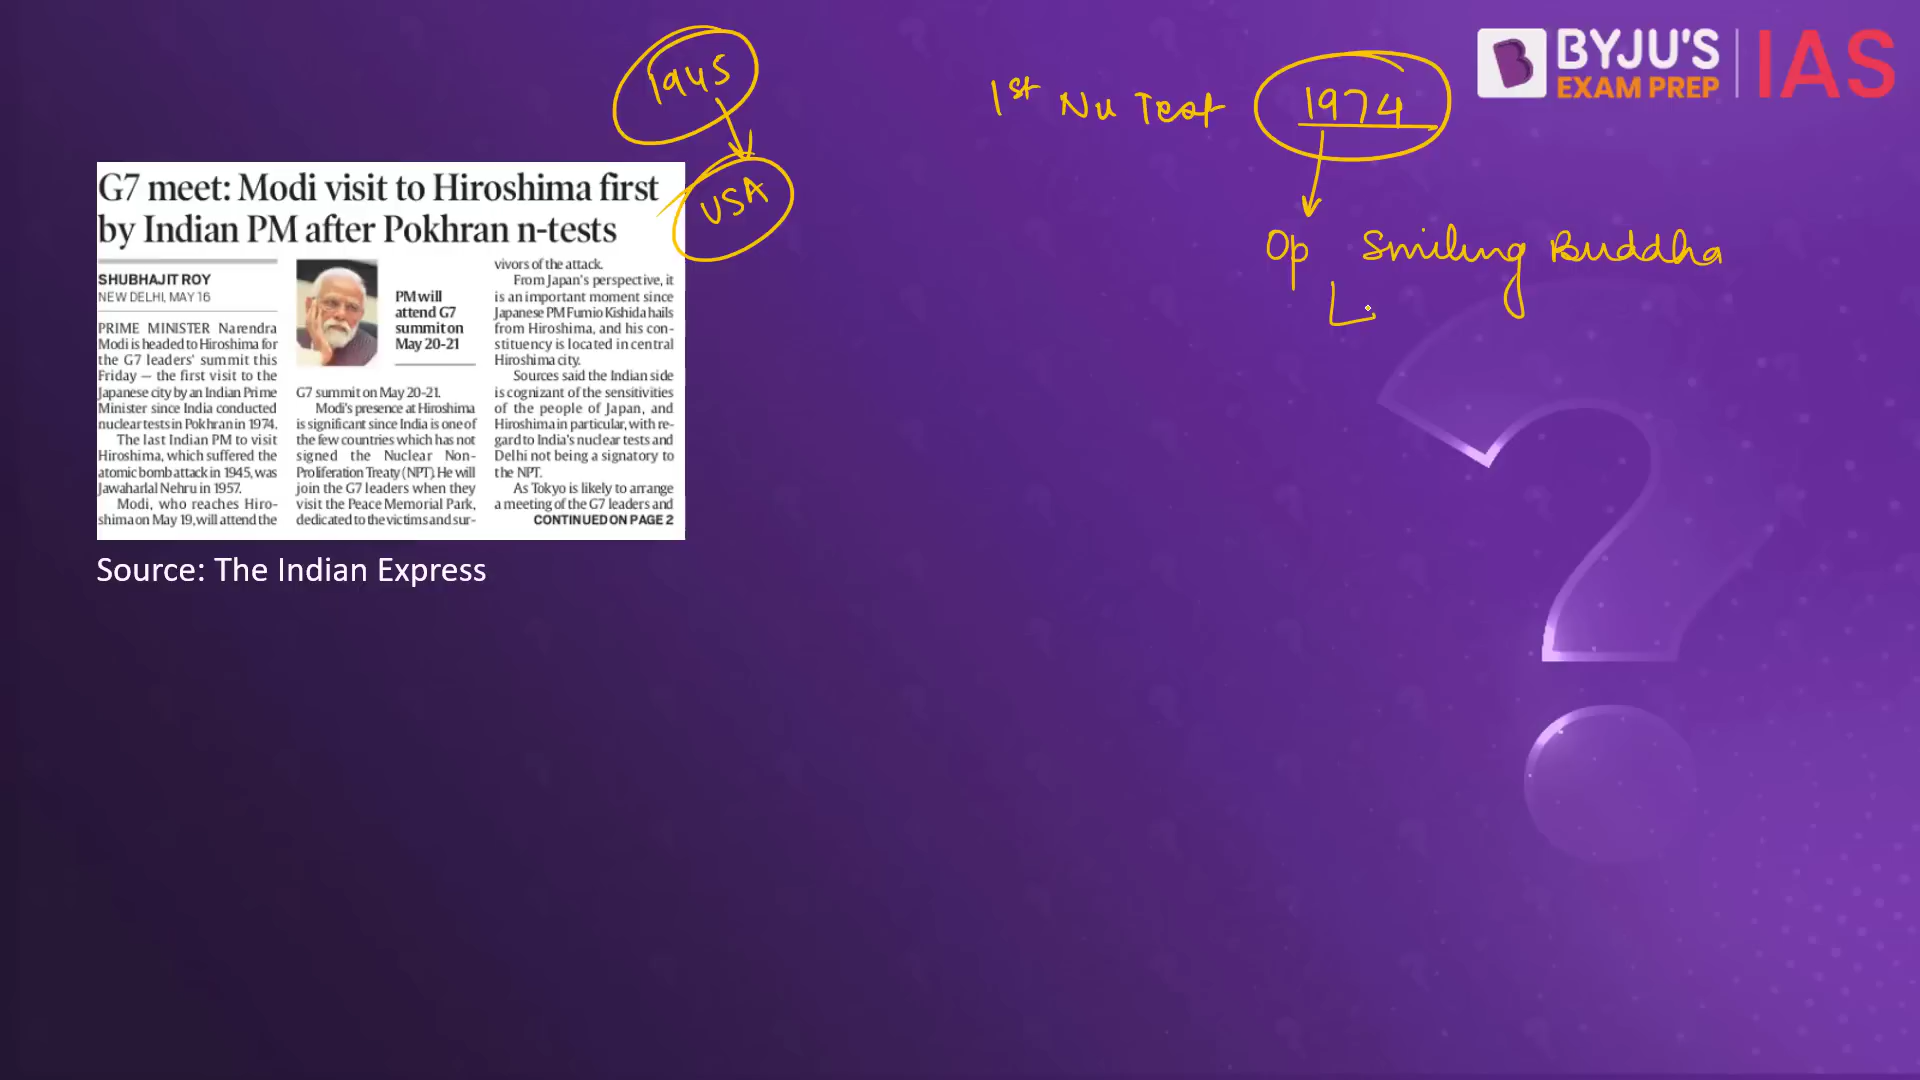 1945
USA
1st Nu Test 1974
Op Smiling Buddha
BYJU'S
EXAM PREP
IAS
G7 meet: Modi visit to Hiroshima first
by Indian PM after Pokhran n-tests
SHUBHAJIT ROY
NEW DELHI, MAY 16
PRIME MINISTER Narendra
Modi is headed to Hiroshima for
the G7 leaders' summit this
Friday — the first visit to the
Japanese city by an Indian Prime
Minister since India conducted
nuclear tests in Pokhran in 1974.
The last Indian PM to visit
Hiroshima, which suffered the
atomic bomb attack in 1945, was
Jawaharlal Nehru in 1957.
Modi, who reaches Hiro-
shima on May 19, will attend the
PM will
attend G7
summit on
May 20-21
G7 summit on May 20-21.
Modi's presence at Hiroshima
is significant since India is one of
the few countries which has not
signed the Nuclear Non-
Proliferation Treaty (NPT). He will
join the G7 leaders when they
visit the Peace Memorial Park,
dedicated to the victims and sur-
vivors of the attack.
From Japan's perspective, it
is an important moment since
Japanese PM Fumio Kishida hails
from Hiroshima, and his con-
stituency is located in central
Hiroshima city.
Sources said the Indian side
is cognizant of the sensitivities
of the people of Japan, and
Hiroshima in particular, with re-
gard to India's nuclear tests and
Delhi not being a signatory to
the NPT.
As Tokyo is likely to arrange
a meeting of the G7 leaders and
CONTINUED ON PAGE 2
Source: The Indian Express